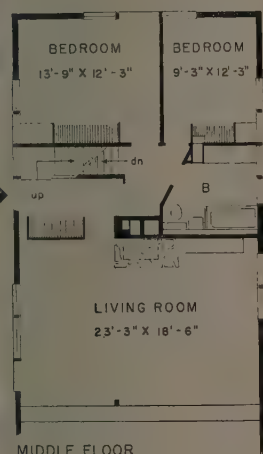 BEDROOM
13'-9" X 12'-3"
BEDROOM
9'-3" X 12'-3"
dn
up
B
LIVING ROOM
23'-3" X 18'-6"
MIDDLE FLOOR